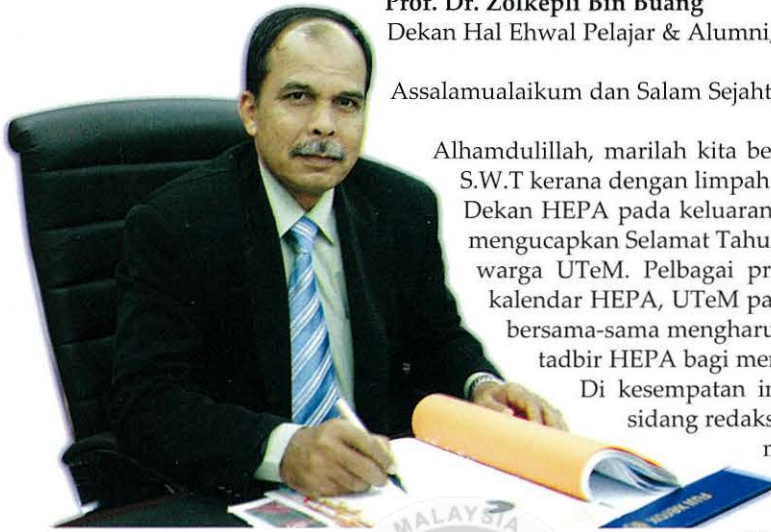 Prof. Dr. Zolkepli Bin Buang
Dekan Hal Ehwal Pelajar & Alumni,
Assalamualaikum dan Salam Sejaht
Alhamdulillah, marilah kita be
S.W.T kerana dengan limpah
Dekan HEPA pada keluaran
mengucapkan Selamat Tahu
warga UTeM. Pelbagai pr
kalendar HEPA, UTeM pa
bersama-sama mengharu
tadbir HEPA bagi mer
Di kesempatan in
sidang redaks
MALAYSIA